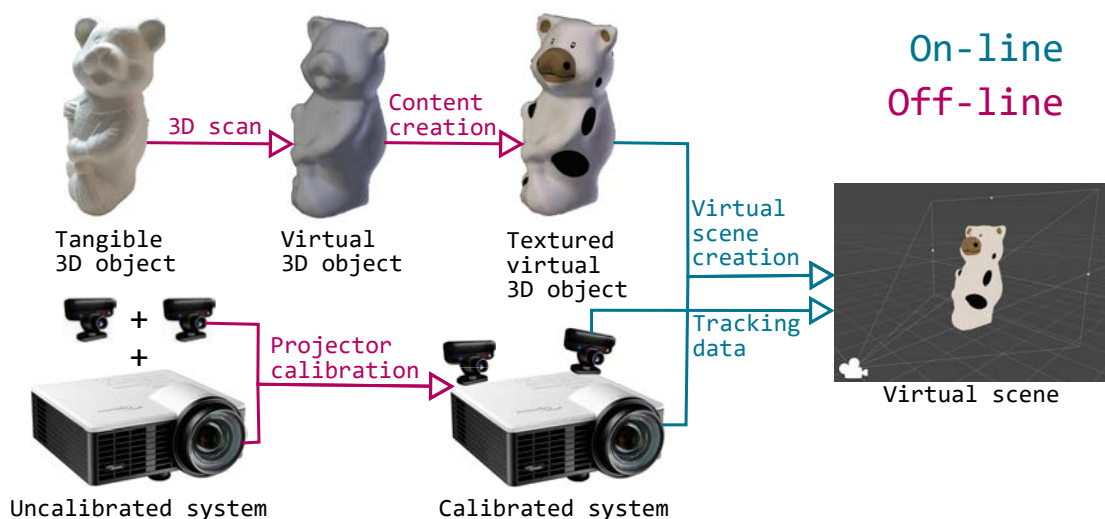 On-line
Off-line
3D scan
Content
creation
Tangible
3D object
Virtual
3D object
Textured
virtual
3D object
Virtual
scene
creation
+
+
Projector
calibration
Tracking
data
Virtual scene
Uncalibrated system
Calibrated system